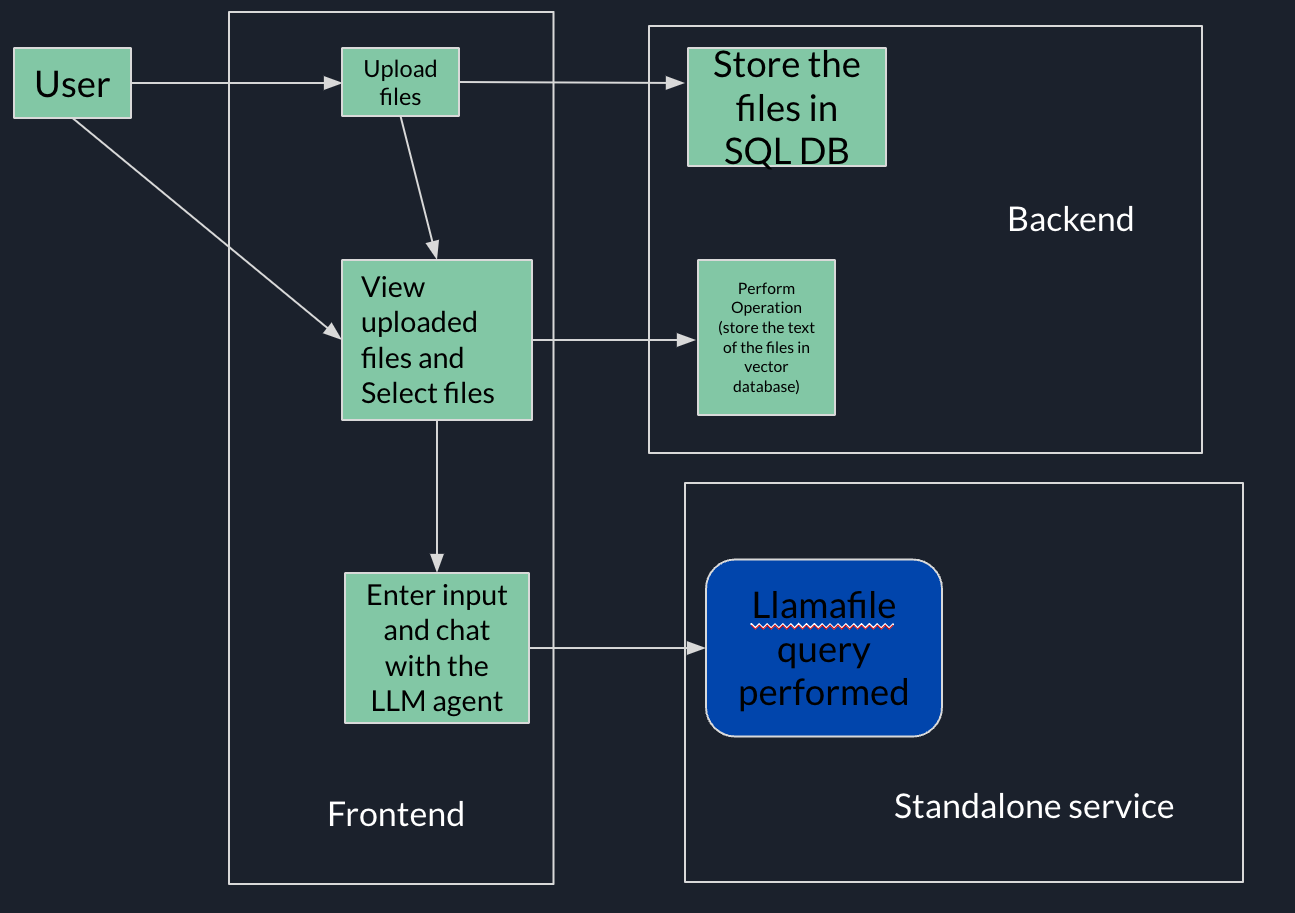 User
Upload
files
Store the
files in
SQL DB
Backend
View
uploaded
files and
Select files
Perform
Operation
(store the text
of the files in
vector
database)
Enter input
and chat
with the
LLM agent
Llamafile
query
performed
Frontend
Standalone service